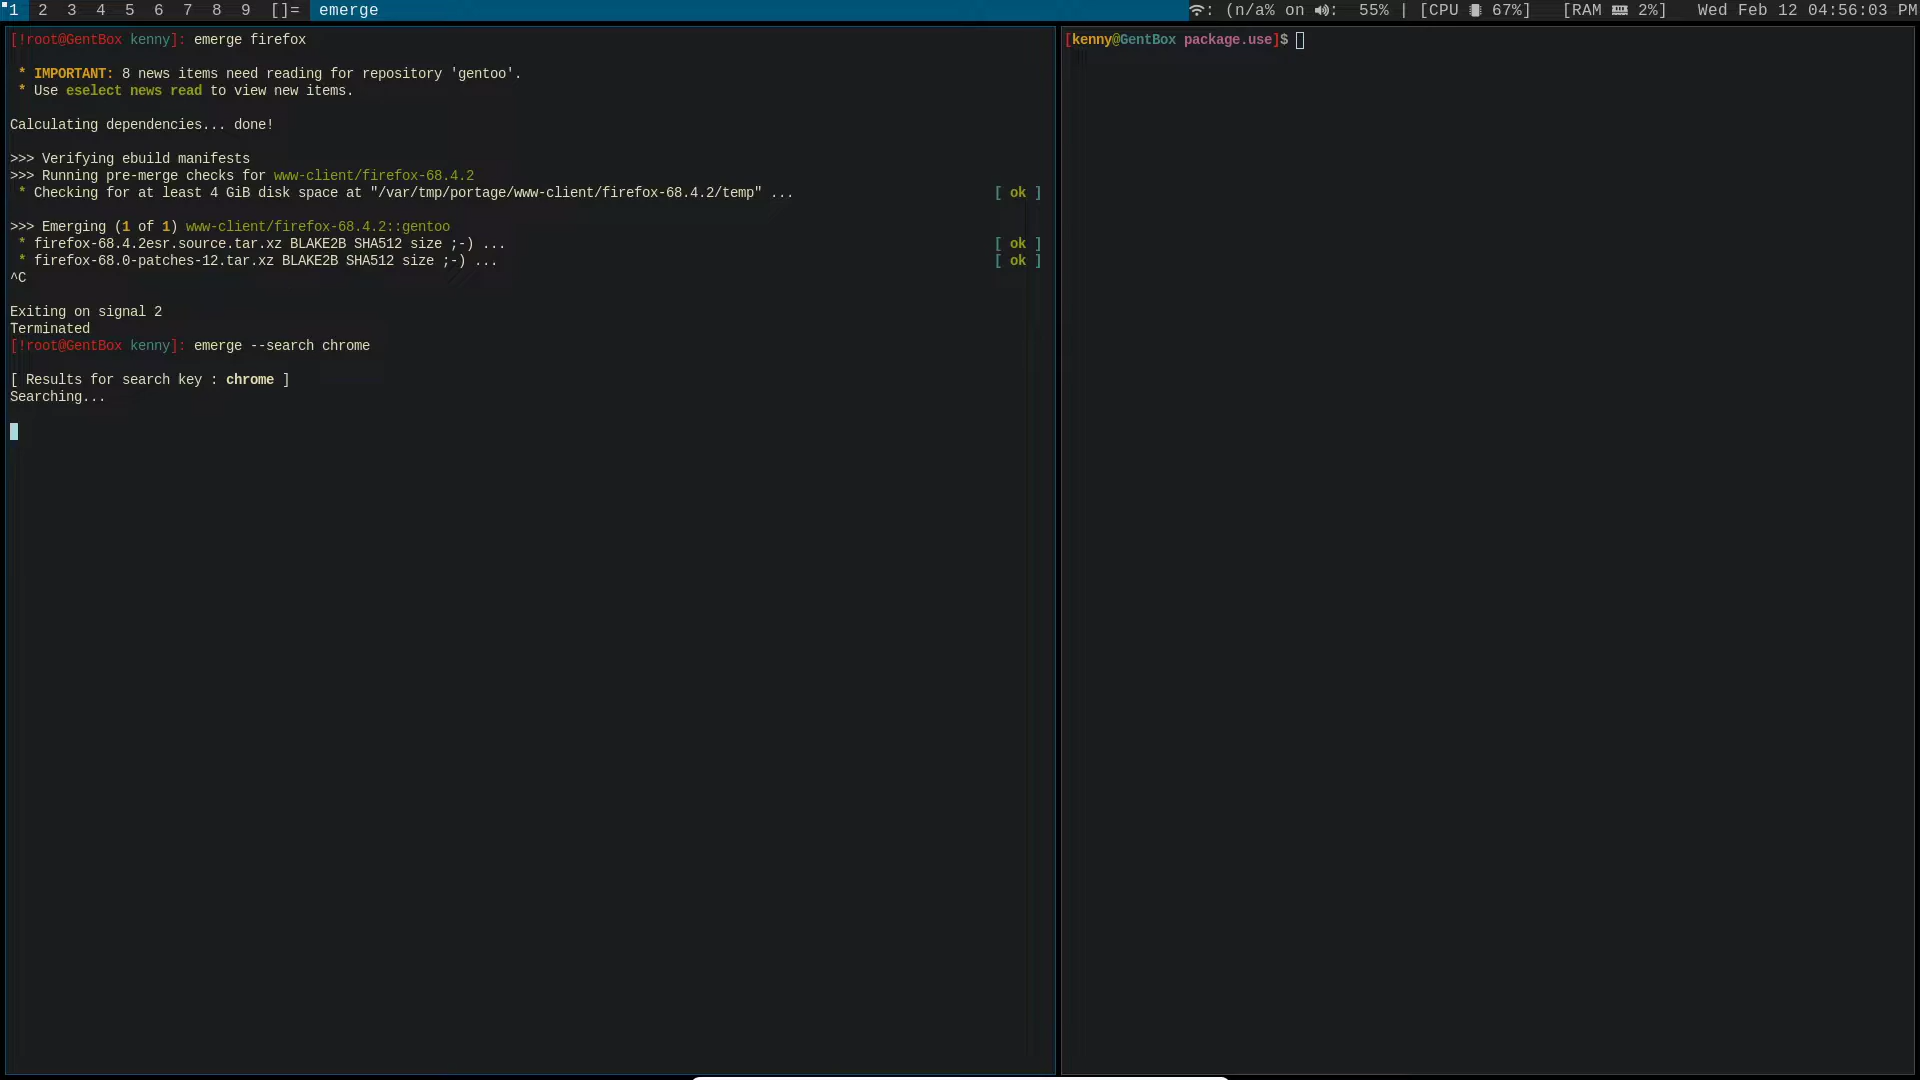 1 2 3 4 5 6 7 8 9 []= emerge : (n/a% on : 55% | [CPU 67%] [RAM 2%] Wed Feb 12 04:56:03 PM
[!root@GentBox kenny]: emerge firefox
* IMPORTANT: 8 news items need reading for repository 'gentoo'.
* Use eselect news read to view new items.
Calculating dependencies... done!
>>> Verifying ebuild manifests
>>> Running pre-merge checks for www-client/firefox-68.4.2
* Checking for at least 4 GiB disk space at "/var/tmp/portage/www-client/firefox-68.4.2/temp" ... [ ok ]
>>> Emerging (1 of 1) www-client/firefox-68.4.2::gentoo
* firefox-68.4.2esr.source.tar.xz BLAKE2B SHA512 size ;-) ... [ ok ]
* firefox-68.0-patches-12.tar.xz BLAKE2B SHA512 size ;-) ... [ ok ]
^C
Exiting on signal 2
Terminated
[!root@GentBox kenny]: emerge --search chrome
[ Results for search key : chrome ]
Searching...
[kenny@GentBox package.use]$